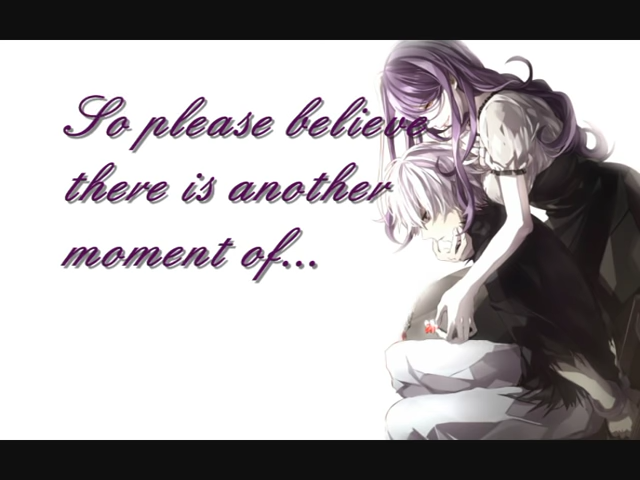 So please believe
there is another
moment of...